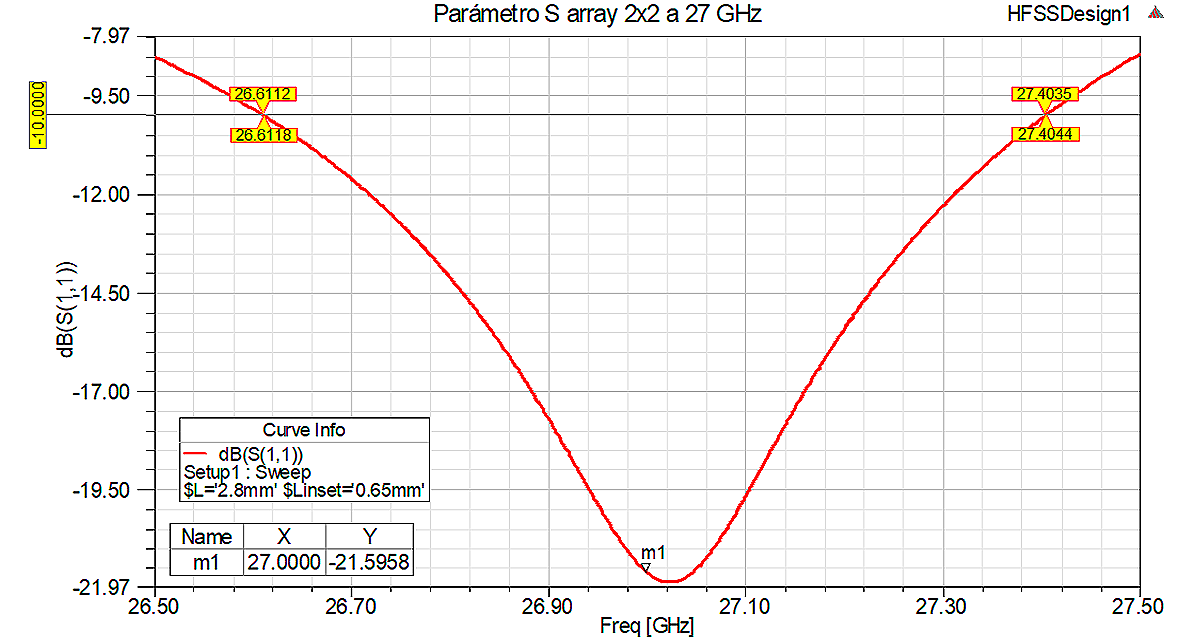 Parámetro S array 2x2 a 27 GHz
HFSSDesign1
-7.97
-9.50
-10.0000
-12.00
-14.50
-17.00
-19.50
-21.97
dB(S(1,1))
26.6112
26.6118
27.4035
27.4044
Curve Info
dB(S(1,1))
Setup1 : Sweep
$L='2.8mm' $Linset='0.65mm'
Name X Y
m1 27.0000 -21.5958
m1
26.50 26.70 26.90 27.10 27.30 27.50
Freq [GHz]